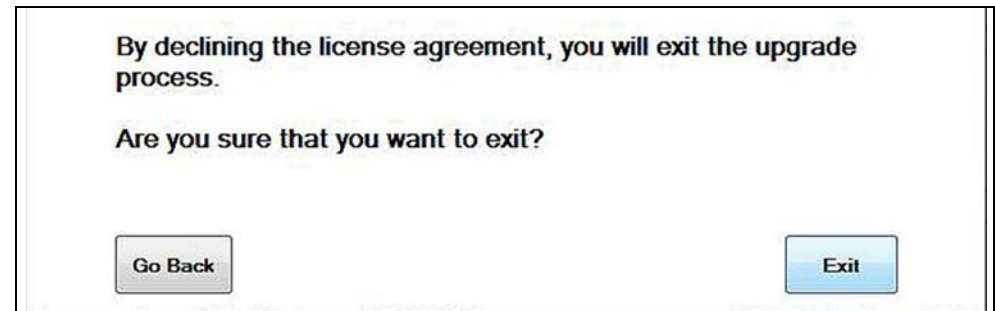 By declining the license agreement, you will exit the upgrade
process.
Are you sure that you want to exit?
Go Back
Exit